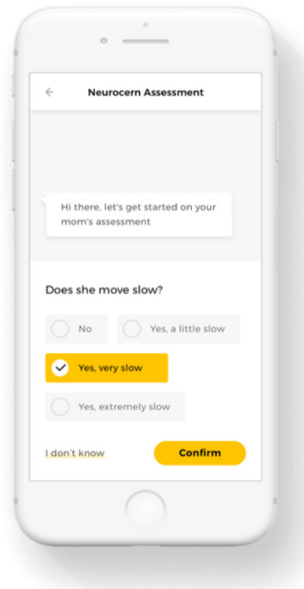 Neurocern Assessment
Hi there, let's get started on your
mom's assessment
Does she move slow?
No
Yes, a little slow
Yes, very slow
Yes, extremely slow
I don't know
Confirm